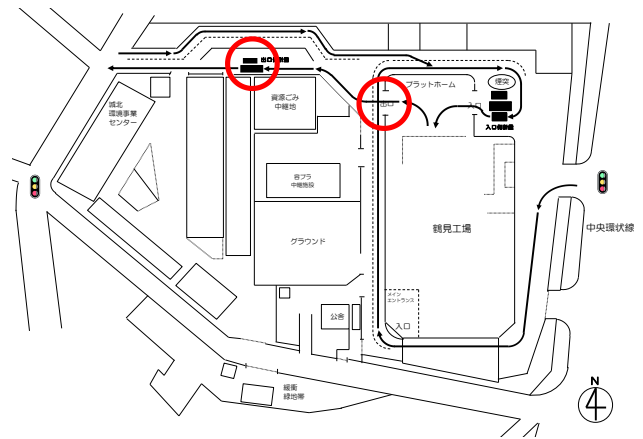 出口計量器
プラットホーム
煙突
出口
入口
入口計量器
城北
環境事業
センター
資源ごみ
中継地
容プラ
中継施設
グラウンド
鶴見工場
中央環状線
メイン
エントランス
入口
公舎
緩衝
緑地帯
N